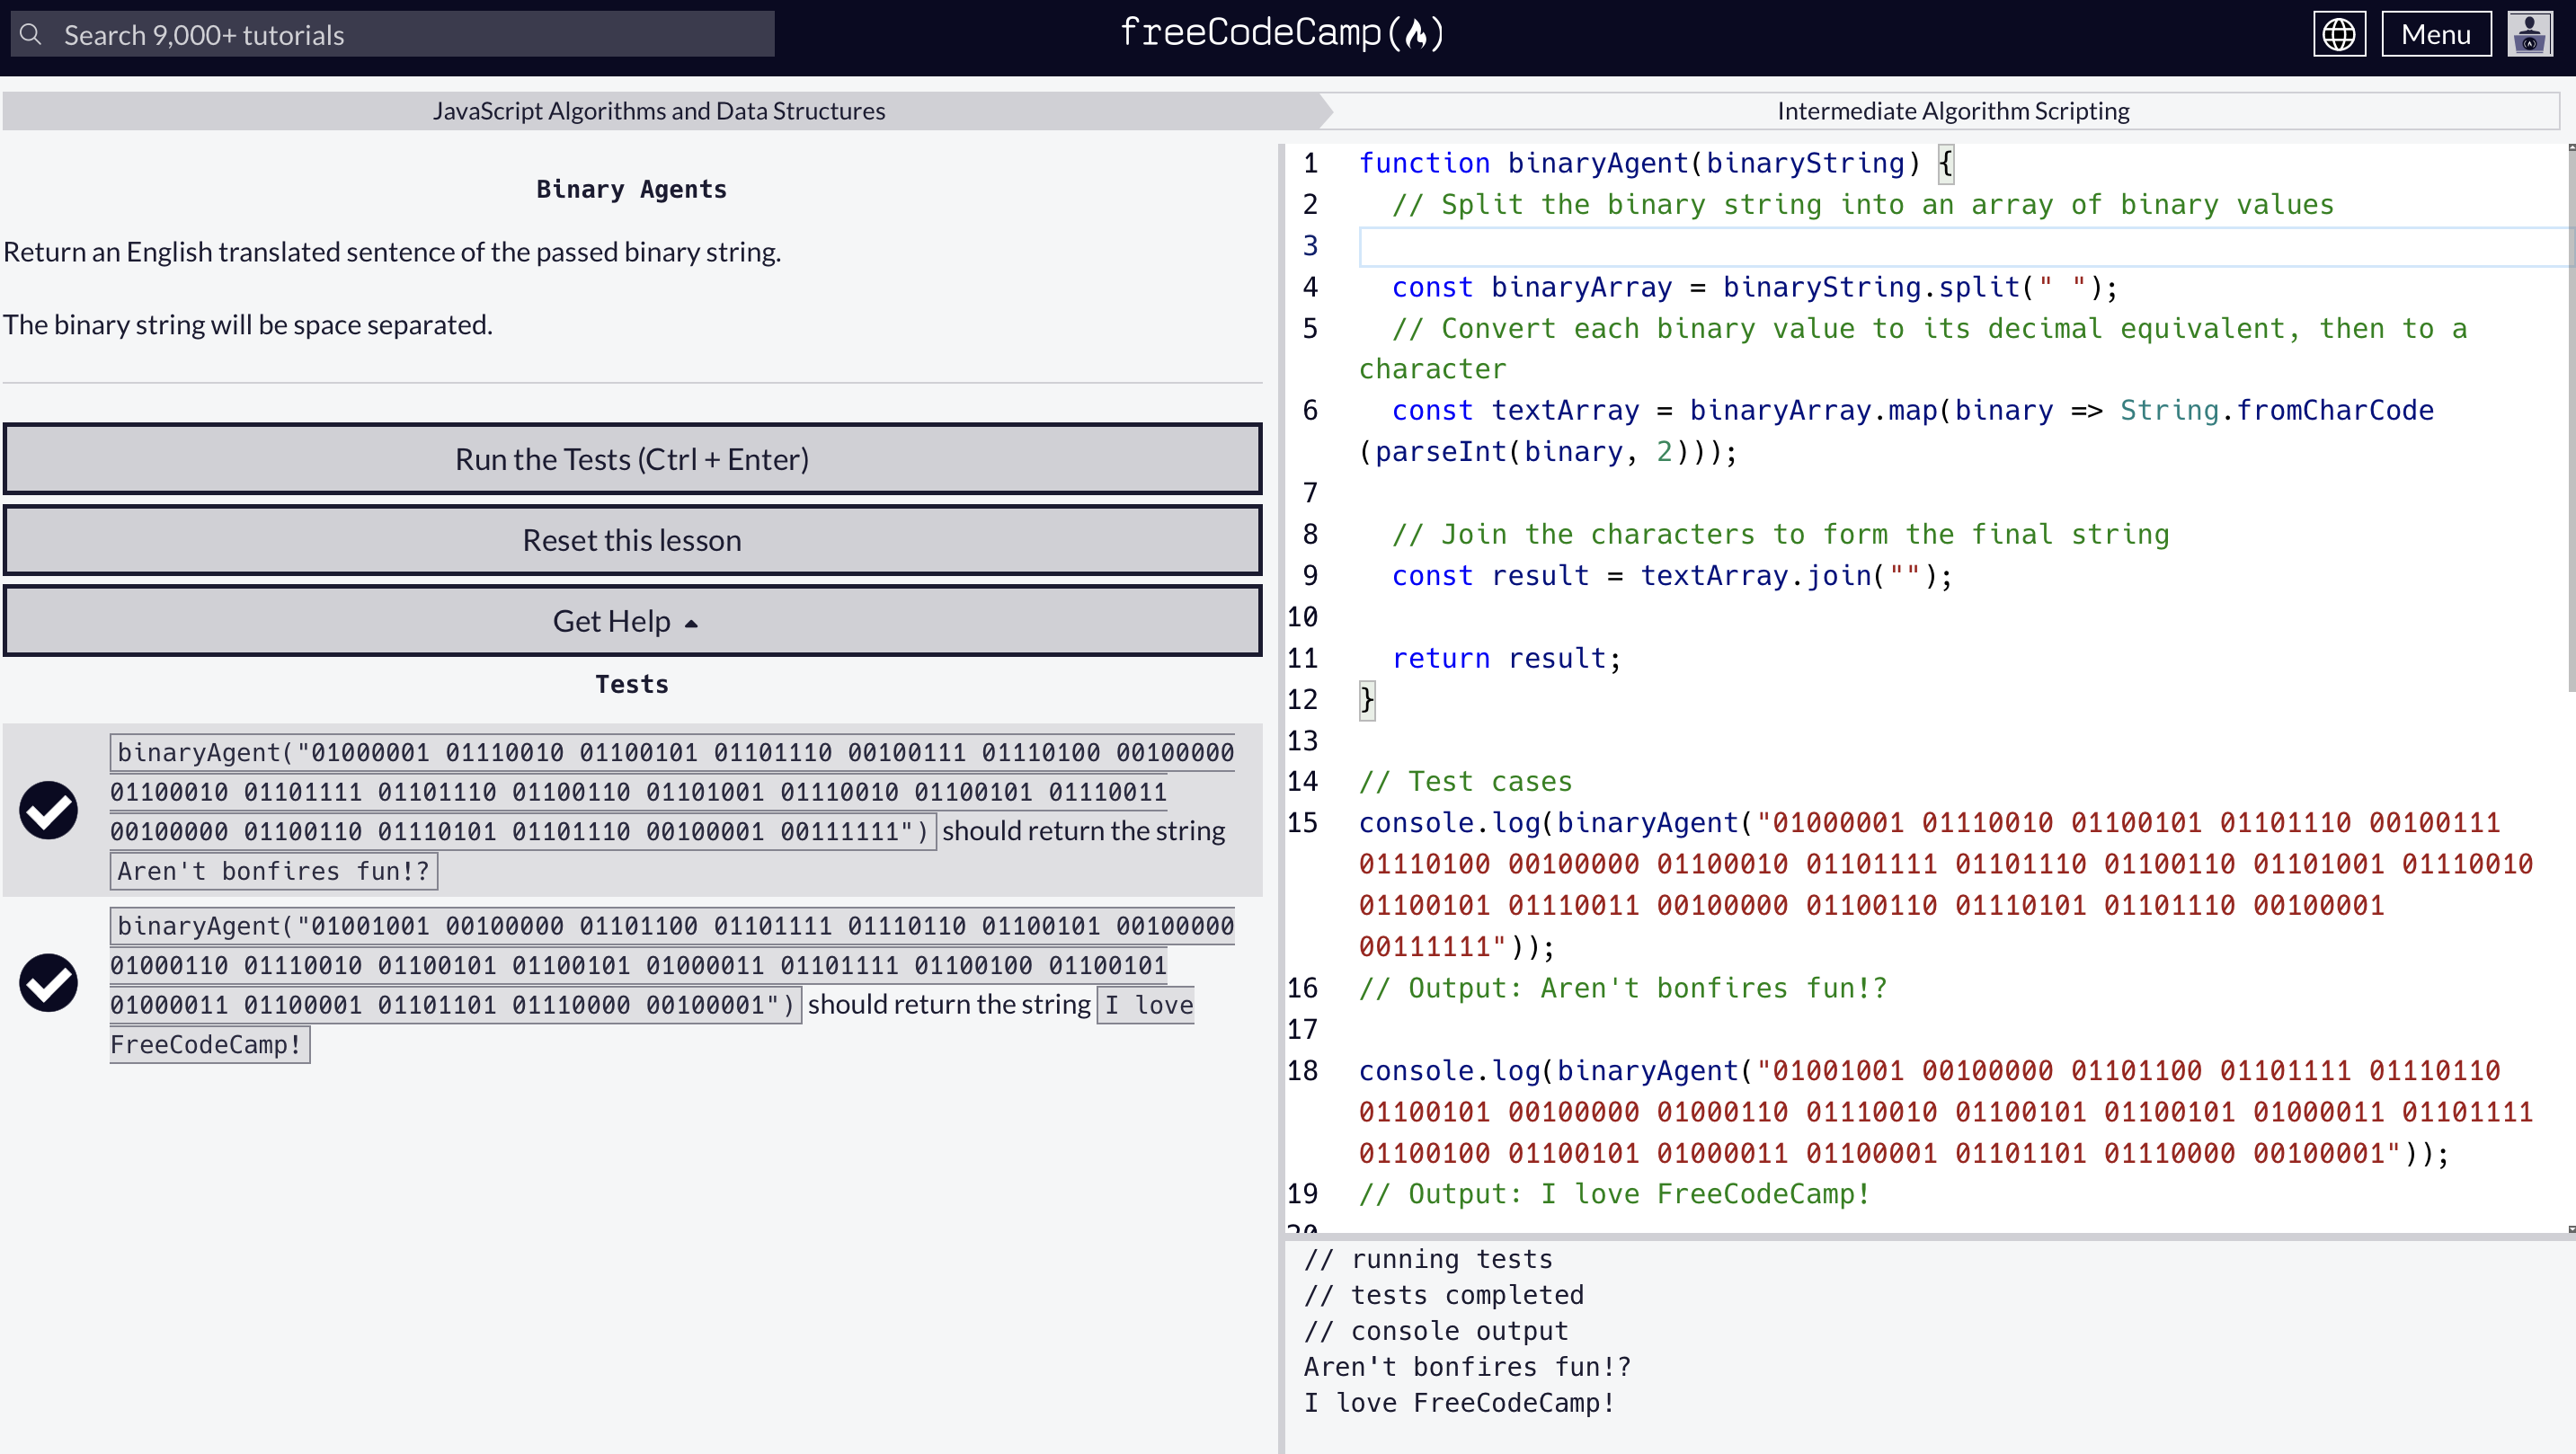 Search 9,000+ tutorials
freeCodeCamp
Menu
JavaScript Algorithms and Data Structures
Intermediate Algorithm Scripting
Binary Agents
Return an English translated sentence of the passed binary string.
The binary string will be space separated.
Run the Tests (Ctrl + Enter)
Reset this lesson
Get Help
Tests
binaryAgent("01000001 01110010 01100101 01101110 00100111 01110100 00100000
01100010 01101111 01101110 01100110 01101001 01110010 01100101 01110011
00100000 01100110 01110101 01101110 00100001 00111111") should return the string
Aren't bonfires fun!?
binaryAgent("01001001 00100000 01101100 01101111 01110110 01100101 00100000
01000110 01110010 01100101 01100101 01000011 01101111 01100100 01100101
01000011 01100001 01101101 01110000 00100001") should return the string I love
FreeCodeCamp!
1 function binaryAgent(binaryString) {
2 // Split the binary string into an array of binary values
3
4 const binaryArray = binaryString.split(" ");
5 // Convert each binary value to its decimal equivalent, then to a
character
6 const textArray = binaryArray.map(binary => String.fromCharCode
(parseInt(binary, 2)));
7
8 // Join the characters to form the final string
9 const result = textArray.join("");
10
11 return result;
12 }
13
14 // Test cases
15 console.log(binaryAgent("01000001 01110010 01100101 01101110 00100111
01110100 00100000 01100010 01101111 01101110 01100110 01101001 01110010
01100101 01110011 00100000 01100110 01110101 01101110 00100001
00111111"));
16 // Output: Aren't bonfires fun!?
17
18 console.log(binaryAgent("01001001 00100000 01101100 01101111 01110110
01100101 00100000 01000110 01110010 01100101 01100101 01000011 01101111
01100100 01100101 01000011 01100001 01101101 01110000 00100001"));
19 // Output: I love FreeCodeCamp!
20
// running tests
// tests completed
// console output
Aren't bonfires fun!?
I love FreeCodeCamp!